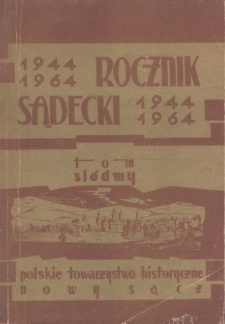 1944 ROCZNIK
1964
SĄDECKI 1944
1964
tom
siódmy
polskie towarzystwo historyczne
nowy sącz